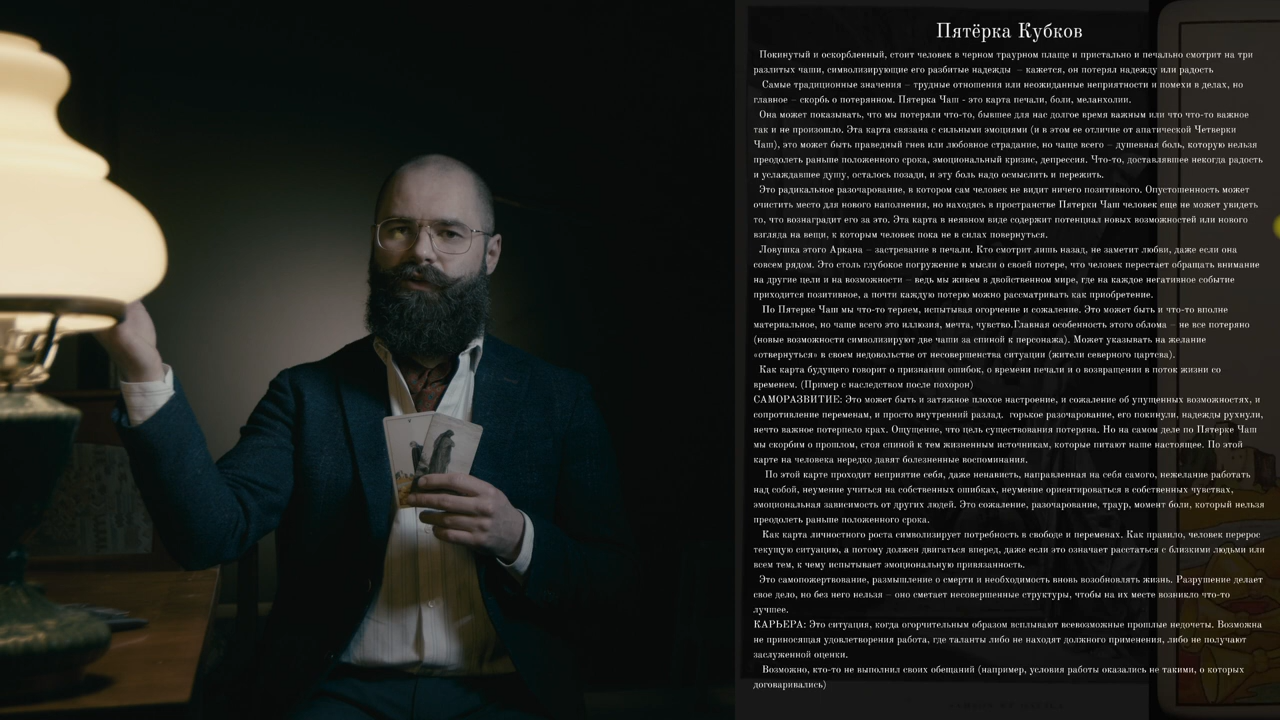 Пятёрка Кубков
Покинутый и оскорбленный, стоит человек в черном траурном плаще и пристально и печально смотрит на три
разлитых чаши, символизирующие его разбитые надежды – кажется, он потерял надежду или радость
Самые традиционные значения – трудные отношения или неожиданные неприятности и помехи в делах, но
главное – скорбь о потерянном. Пятерка Чаш - это карта печали, боли, меланхолии.
Она может показывать, что мы потеряли что-то, бывшее для нас долгое время важным или что что-то важное
так и не произошло. Эта карта связана с сильными эмоциями (и в этом ее отличие от апатической Четверки
Чаш), это может быть праведный гнев или любовное страдание, но чаще всего – душевная боль, которую нельзя
преодолеть раньше положенного срока, эмоциональный кризис, депрессия. Что-то, доставлявшее некогда радость
и услаждавшее душу, осталось позади, и эту боль надо осмыслить и пережить.
Это радикальное разочарование, в котором сам человек не видит ничего позитивного. Опустошенность может
очистить место для нового наполнения, но находясь в пространстве Пятерки Чаш человек еще не может увидеть
то, что вознаградит его за это. Эта карта в неявном виде содержит потенциал новых возможностей или нового
взгляда на вещи, к которым человек пока не в силах повернуться.
Ловушка этого Аркана – застревание в печали. Кто смотрит лишь назад, не заметит любви, даже если она
совсем рядом. Это столь глубокое погружение в мысли о своей потере, что человек перестает обращать внимание
на другие цели и на возможности – ведь мы живем в двойственном мире, где на каждое негативное событие
приходится позитивное, а почти каждую потерю можно рассматривать как приобретение.
По Пятерке Чаш мы что-то теряем, испытывая огорчение и сожаление. Это может быть и что-то вполне
материальное, но чаще всего это иллюзия, мечта, чувство.Главная особенность этого облома – не все потеряно
(новые возможности символизируют две чаши за спиной к персонажа). Может указывать на желание
«отвернуться» в своем недовольстве от несовершенства ситуации (жители северного цартсва).
Как карта будущего говорит о признании ошибок, о времени печали и о возвращении в поток жизни со
временем. (Пример с наследством после похорон)
САМОРАЗВИТИЕ: Это может быть и затяжное плохое настроение, и сожаление об упущенных возможностях, и
сопротивление переменам, и просто внутренний разлад. горькое разочарование, его покинули, надежды рухнули,
нечто важное потерпело крах. Ощущение, что цель существования потеряна. Но на самом деле по Пятерке Чаш
мы скорбим о прошлом, стоя спиной к тем жизненным источникам, которые питают наше настоящее. По этой
карте на человека нередко давят болезненные воспоминания.
По этой карте проходит неприятие себя, даже ненависть, направленная на себя самого, нежелание работать
над собой, неумение учиться на собственных ошибках, неумение ориентироваться в собственных чувствах,
эмоциональная зависимость от других людей. Это сожаление, разочарование, траур, момент боли, который нельзя
преодолеть раньше положенного срока.
Как карта личностного роста символизирует потребность в свободе и переменах. Как правило, человек перерос
текущую ситуацию, а потому должен двигаться вперед, даже если это означает расстаться с близкими людьми или
всем тем, к чему испытывает эмоциональную привязанность.
Это самопожертвование, размышление о смерти и необходимость вновь возобновлять жизнь. Разрушение делает
свое дело, но без него нельзя – оно сметает несовершенные структуры, чтобы на их месте возникло что-то
лучшее.
КАРЬЕРА: Это ситуация, когда огорчительным образом всплывают всевозможные прошлые недочеты. Возможна
не приносящая удовлетворения работа, где таланты либо не находят должного применения, либо не получают
заслуженной оценки.
Возможно, кто-то не выполнил своих обещаний (например, условия работы оказались не такими, о которых
договаривались)